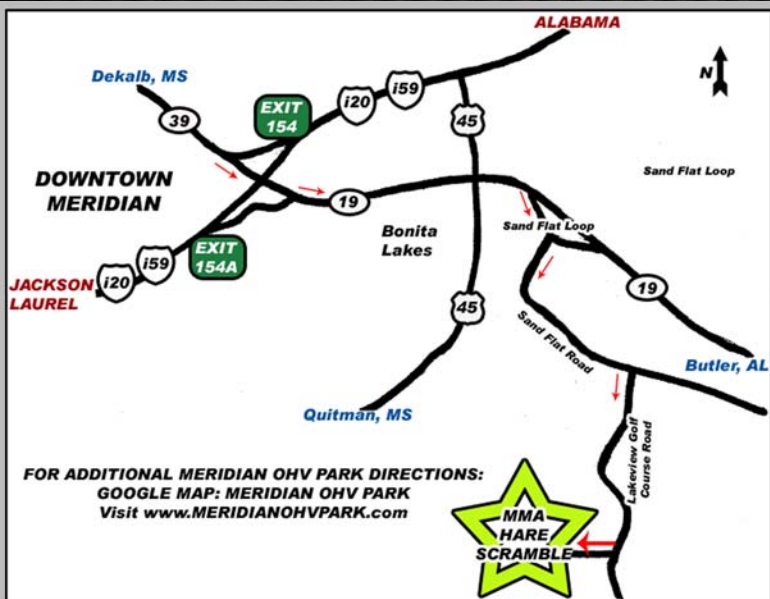 ALABAMA
Dekalb, MS
i59
i20
N
EXIT
154
39
45
Sand Flat Loop
DOWNTOWN
MERIDIAN
19
Sand Flat Loop
Bonita
Lakes
EXIT
154A
i59
i20
JACKSON
LAUREL
19
45
Sand Flat Road
Butler, AL
Quitman, MS
Lakeview Golf
Course Road
FOR ADDITIONAL MERIDIAN OHV PARK DIRECTIONS:
GOOGLE MAP: MERIDIAN OHV PARK
Visit www.MERIDIANOHVPARK.com
MMA
HARE
SCRAMBLE